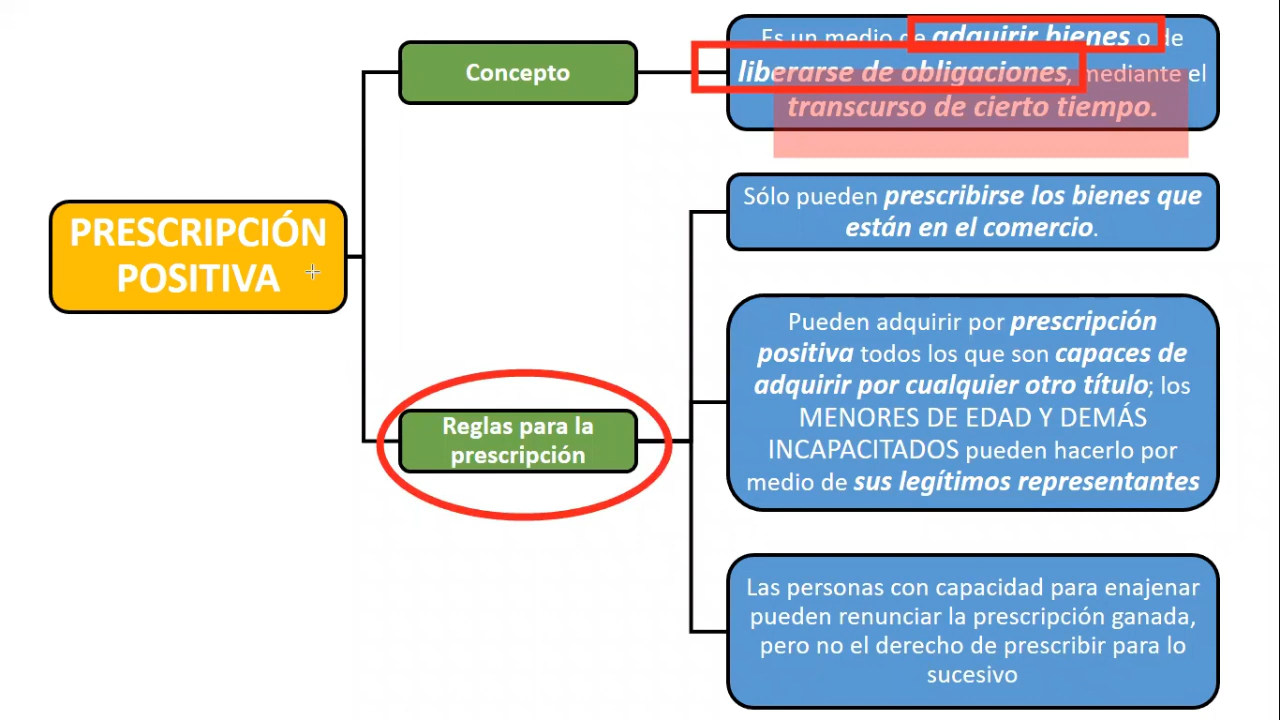 PRESCRIPCIÓN
POSITIVA
Concepto
Es un medio de adquirir bienes o de
liberarse de obligaciones, mediante el
transcurso de cierto tiempo.
Reglas para la
prescripción
Sólo pueden prescribirse los bienes que
están en el comercio.
Pueden adquirir por prescripción
positiva todos los que son capaces de
adquirir por cualquier otro título; los
MENORES DE EDAD Y DEMÁS
INCAPACITADOS pueden hacerlo por
medio de sus legítimos representantes
Las personas con capacidad para enajenar
pueden renunciar la prescripción ganada,
pero no el derecho de prescribir para lo
sucesivo